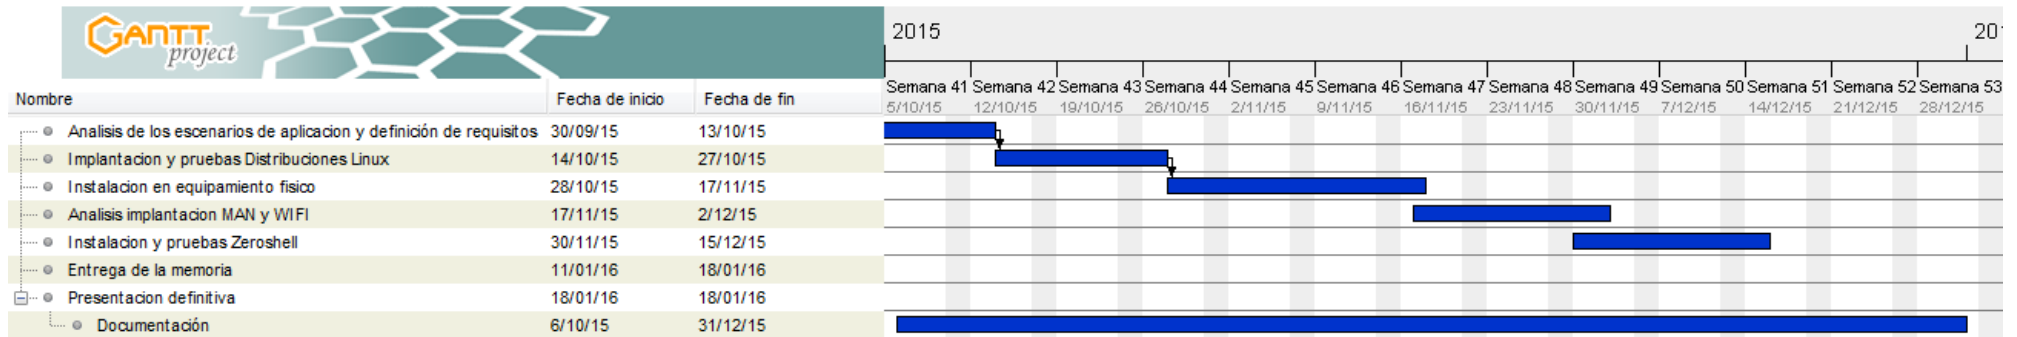 GANTT
project
2015
201
Semana 41 Semana 42 Semana 43 Semana 44 Semana 45 Semana 46 Semana 47 Semana 48 Semana 49 Semana 50 Semana 51 Semana 52 Semana 53
Nombre Fecha de inicio Fecha de fin
5/10/15 12/10/15 19/10/15 26/10/15 2/11/15 9/11/15 16/11/15 23/11/15 30/11/15 7/12/15 14/12/15 21/12/15 28/12/15
Analisis de los escenarios de aplicacion y definición de requisitos 30/09/15 13/10/15
Implantacion y pruebas Distribuciones Linux 14/10/15 27/10/15
Instalacion en equipamiento fisico 28/10/15 17/11/15
Analisis implantacion MAN y WIFI 17/11/15 2/12/15
Instalacion y pruebas Zeroshell 30/11/15 15/12/15
Entrega de la memoria 11/01/16 18/01/16
Presentacion definitiva 18/01/16 18/01/16
Documentación 6/10/15 31/12/15